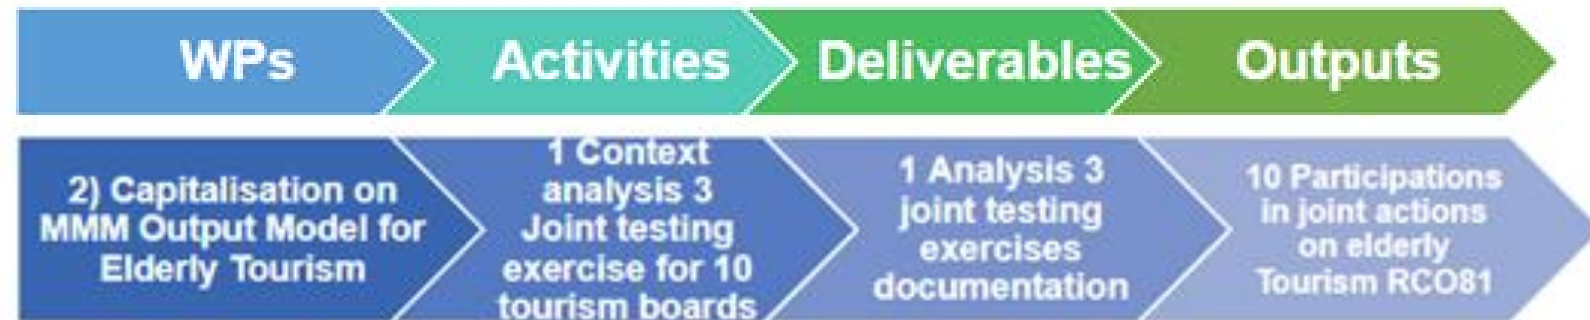 WPs
Activities
Deliverables
Outputs
2) Capitalisation on
MMM Output Model for
Elderly Tourism
1 Context
analysis 3
Joint testing
exercise for 10
tourism boards
1 Analysis 3
joint testing
exercises
documentation
10 Participations
in joint actions
on elderly
Tourism RCO81